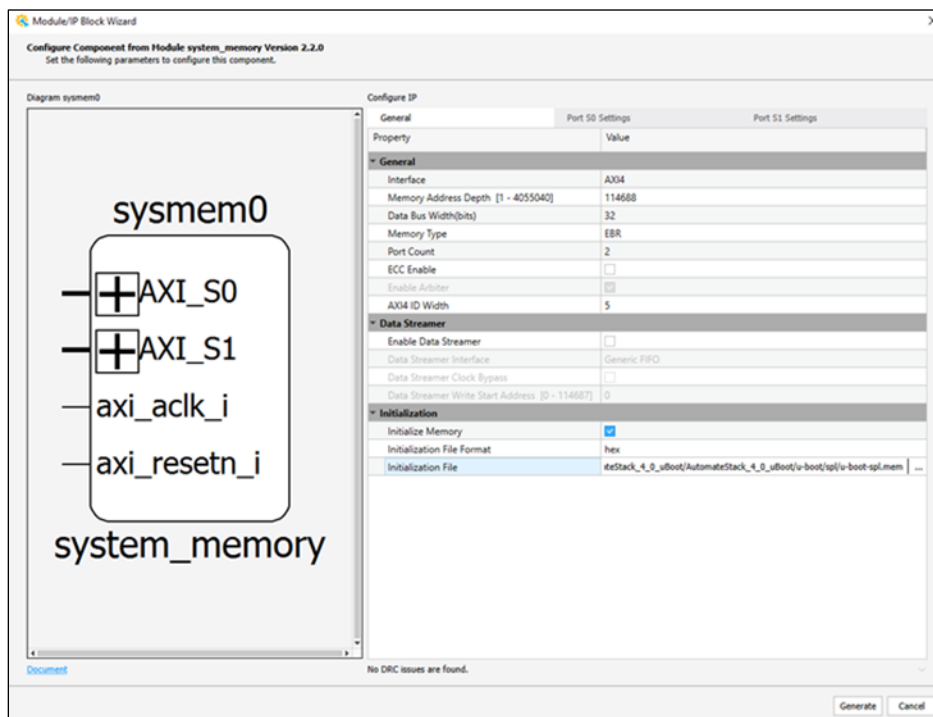 Module/IP Block Wizard
Configure Component from Module system_memory Version 2.2.0
Set the following parameters to configure this component.
Diagram sysmem0
sysmem0
AXI_S0
AXI_S1
axi_aclk_i
axi_resetn_i
system_memory
Document
Configure IP
General Port S0 Settings Port S1 Settings
Property Value
General
Interface AXI4
Memory Address Depth [1 - 4055040] 114688
Data Bus Width(bits) 32
Memory Type EBR
Port Count 2
ECC Enable
Enable Arbiter
AXI4 ID Width 5
Data Streamer
Enable Data Streamer
Data Streamer Interface Generic FIFO
Data Streamer Clock Bypass
Data Streamer Write Start Address [0 - 114687] 0
Initialization
Initialize Memory
Initialization File Format hex
Initialization File iteStack_4_0_uBoot/AutomateStack_4_0_uBoot/u-boot/spl/u-boot-spl.mem ...
No DRC issues are found.
Generate Cancel